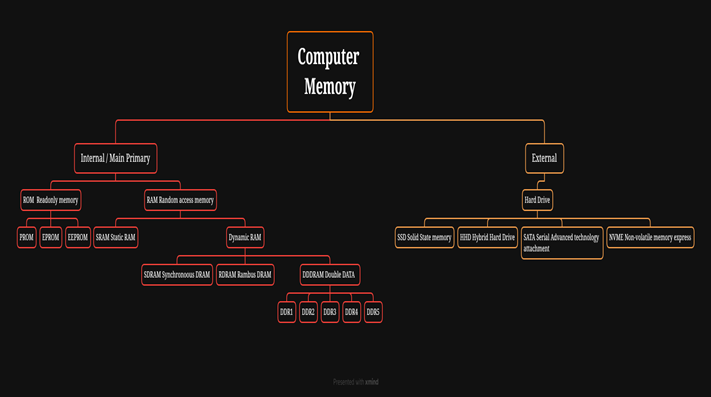 Computer
Memory
Internal / Main Primary
External
ROM Readonly memory
RAM Random access memory
Hard Drive
PROM
EPROM
EEPROM
SRAM Static RAM
Dynamic RAM
SSD Solid State memory
HHD Hybrid Hard Drive
SATA Serial Advanced technology
attachment
NVME Non-volatile memory express
SDRAM Synchronoous DRAM
RDRAM Rambus DRAM
DDDRAM Double DATA
DDR1
DDR2
DDR3
DDR4
DDR5
Presented with xmind